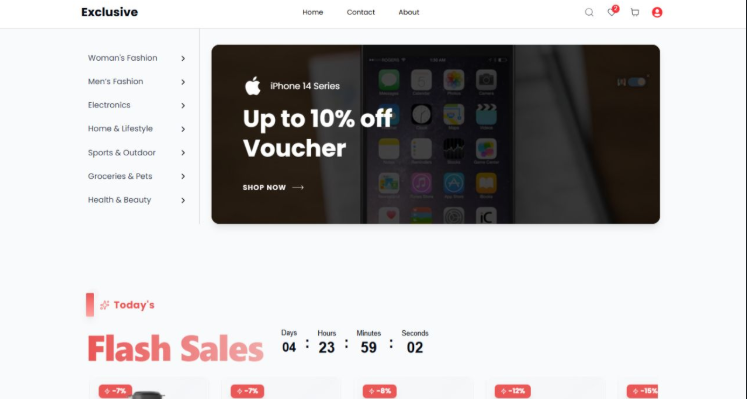 Exclusive
Home Contact About
Woman's Fashion
Men's Fashion
Electronics
Home & Lifestyle
Sports & Outdoor
Groceries & Pets
Health & Beauty
iPhone 14 Series
Up to 10% off
Voucher
SHOP NOW →
Today's
Flash Sales
Days Hours Minutes Seconds
04 : 23 : 59 : 02
-7% -7% -8% -12% -15%